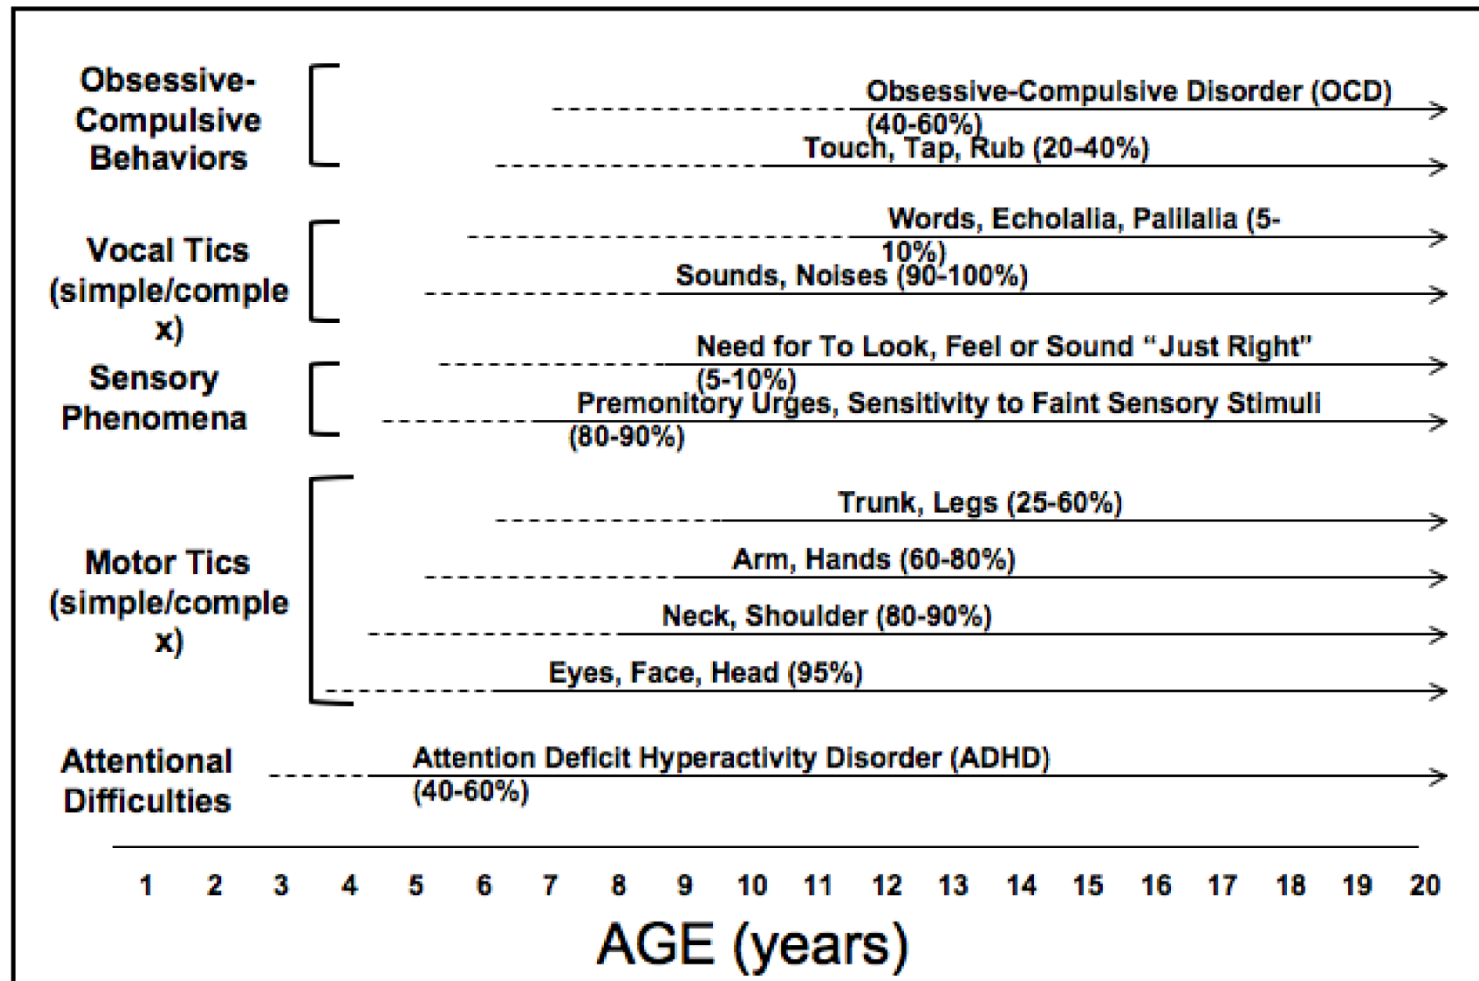 Obsessive-
Compulsive
Behaviors
Obsessive-Compulsive Disorder (OCD)
(40-60%)
Touch, Tap, Rub (20-40%)
Vocal Tics
(simple/comple
x)
Words, Echolalia, Palilalia (5-
10%)
Sounds, Noises (90-100%)
Sensory
Phenomena
Need for To Look, Feel or Sound “Just Right”
(5-10%)
Premonitory Urges, Sensitivity to Faint Sensory Stimuli
(80-90%)
Motor Tics
(simple/comple
x)
Trunk, Legs (25-60%)
Arm, Hands (60-80%)
Neck, Shoulder (80-90%)
Eyes, Face, Head (95%)
Attentional
Difficulties
Attention Deficit Hyperactivity Disorder (ADHD)
(40-60%)
1 2 3 4 5 6 7 8 9 10 11 12 13 14 15 16 17 18 19 20
AGE (years)